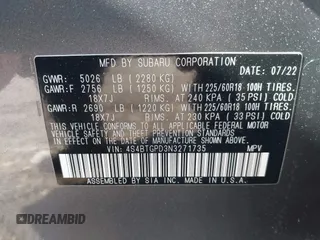 MFD BY SUBARU CORPORATION
DATE: 07/22
GVWR: 5026 LB (2280 KG)
GAWR:F 2756 LB (1250 KG) WITH 225/60R18 100H TIRES.
18X7J RIMS. AT 240 KPA (35 PSI) COLD
GAWR:R 2690 LB (1220 KG) WITH 225/60R18 100H TIRES.
18X7J RIMS. AT 230 KPA (33 PSI) COLD
THIS VEHICLE CONFORMS TO ALL APPLICABLE
FEDERAL MOTOR VEHICLE SAFETY, BUMPER, AND THEFT
PREVENTION STANDARDS IN EFFECT ON THE DATE OF
MANUFACTURE SHOWN ABOVE.
VIN: 4S4BTGPD3N3271735 MPV
ASSEMBLED BY SIA INC. MADE IN U.S.A.
CARBIDDO